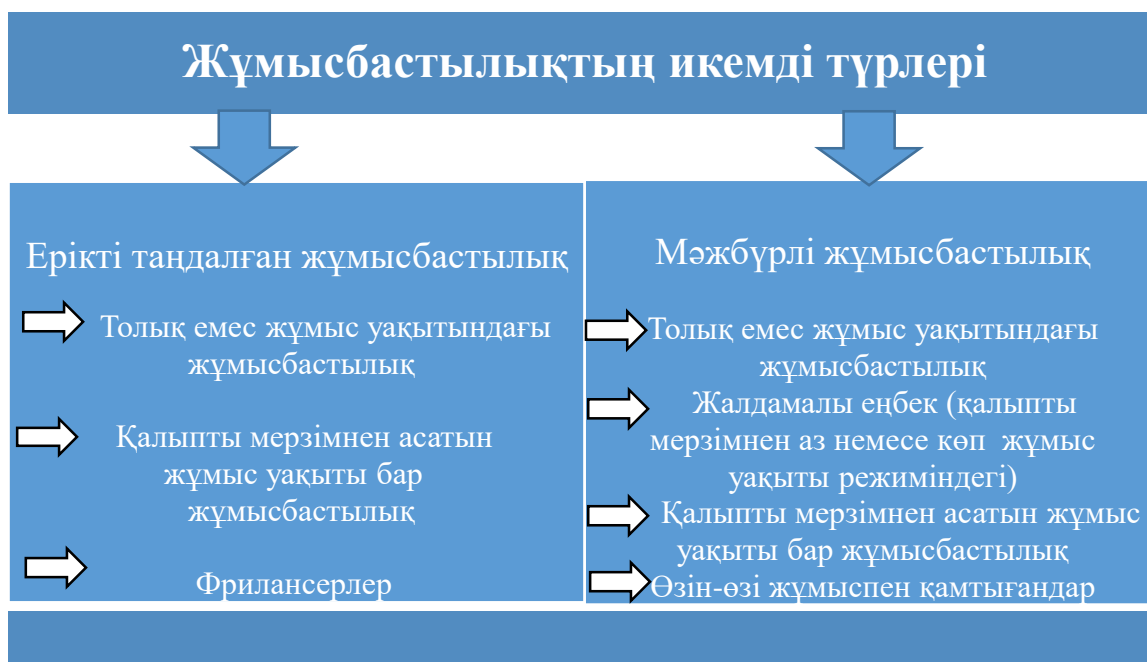 Жұмысбастылықтың икемді түрлері
Ерікті таңдалған жұмысбастылық
Толық емес жұмыс уақытындағы
жұмысбастылық
Қалыпты мерзімнен асатын
жұмыс уақыты бар
жұмысбастылық
Фрилансерлер
Мәжбүрлі жұмысбастылық
Толық емес жұмыс уақытындағы
жұмысбастылық
Жалдамалы еңбек (қалыпты
мерзімнен аз немесе көп жұмыс
уақыты режиміндегі)
Қалыпты мерзімнен асатын жұмыс
уақыты бар жұмысбастылық
Өзін-өзі жұмыспен қамтығандар